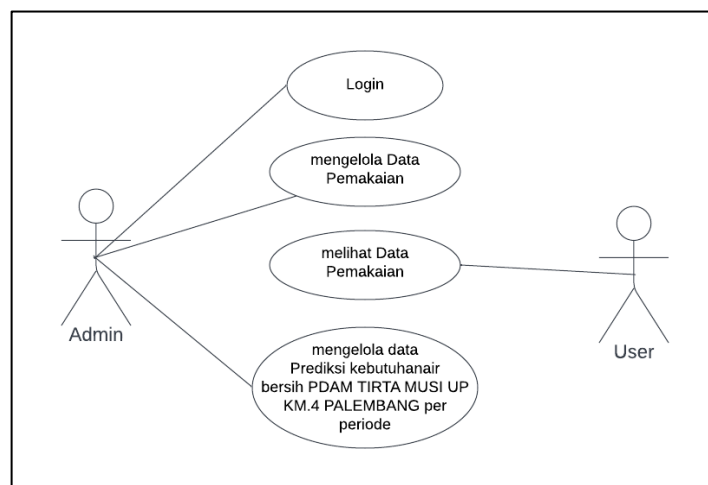 Login
mengelola Data
Pemakaian
melihat Data
Pemakaian
Admin
User
mengelola data
Prediksi kebutuhanair
bersih PDAM TIRTA MUSI UP
KM.4 PALEMBANG per
periode